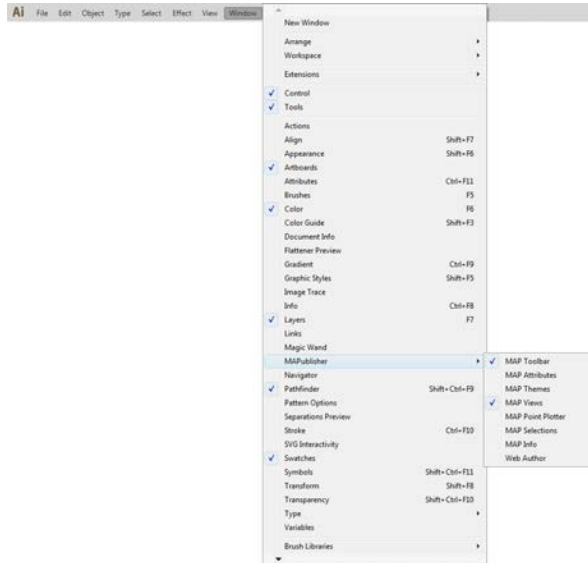 Ai File Edit Object Type Select Effect View Window
New Window
Arrange
Workspace
Extensions
Control
Tools
Actions
Align Shift+F7
Appearance Shift+F6
Artboards
Attributes Ctrl+F11
Brushes F5
Color F6
Color Guide Shift+F3
Document Info
Flattener Preview
Gradient Ctrl+F9
Graphic Styles Shift+F5
Image Trace
Info Ctrl+F8
Layers F7
Links
Magic Wand
MAPublisher
MAP Toolbar
MAP Attributes
MAP Themes
MAP Views
MAP Point Plotter
MAP Selections
MAP Info
Web Author
Navigator
Pathfinder Shift+Ctrl+F9
Pattern Options
Separations Preview
Stroke Ctrl+F10
SVG Interactivity
Swatches
Symbols Shift+Ctrl+F11
Transform Shift+F8
Transparency Shift+Ctrl+F10
Type
Variables
Brush Libraries